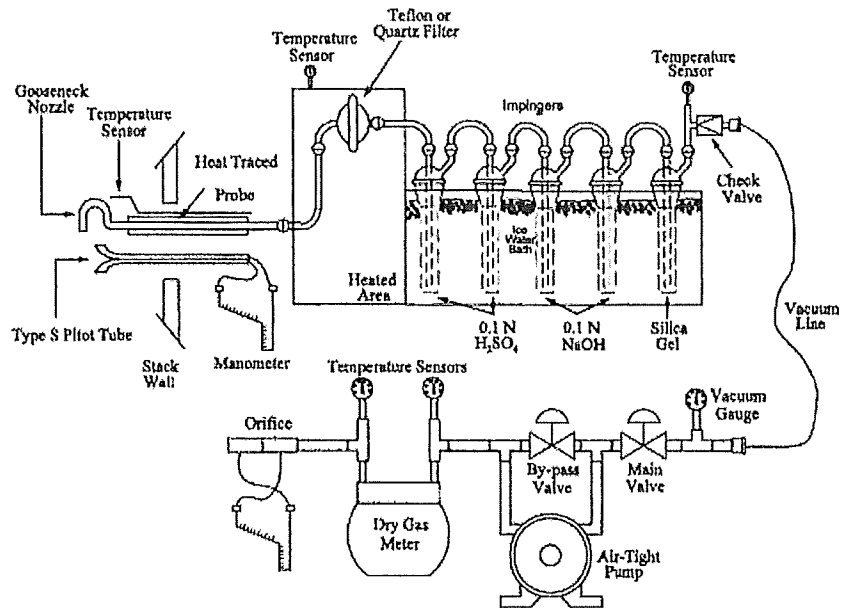 Teflon or
Quartz Filter
Temperature
Sensor
Temperature
Sensor
Gooseneck
Nozzle
Temperature
Sensor
Impingers
Heat Traced
Probe
Check
Valve
Ice
Water
Bath
Heated
Area
Type S Pitot Tube
0.1 N
H₂SO₄
0.1 N
NaOH
Silica
Gel
Vacuum
Line
Stack
Wall
Manometer
Temperature Sensors
Vacuum
Gauge
Orifice
By-pass
Valve
Main
Valve
Dry Gas
Meter
Air-Tight
Pump